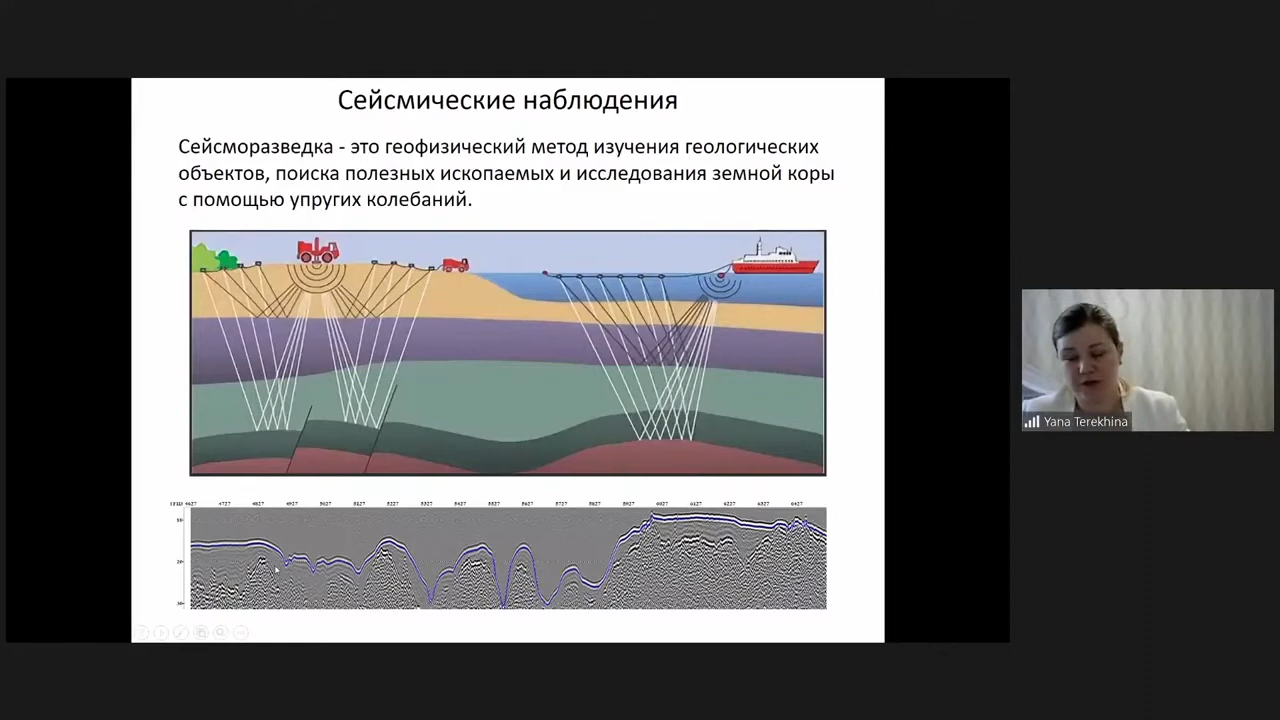 Сейсмические наблюдения
Сейсморазведка - это геофизический метод изучения геологических
объектов, поиска полезных ископаемых и исследования земной коры
с помощью упругих колебаний.
Yana Terekhina